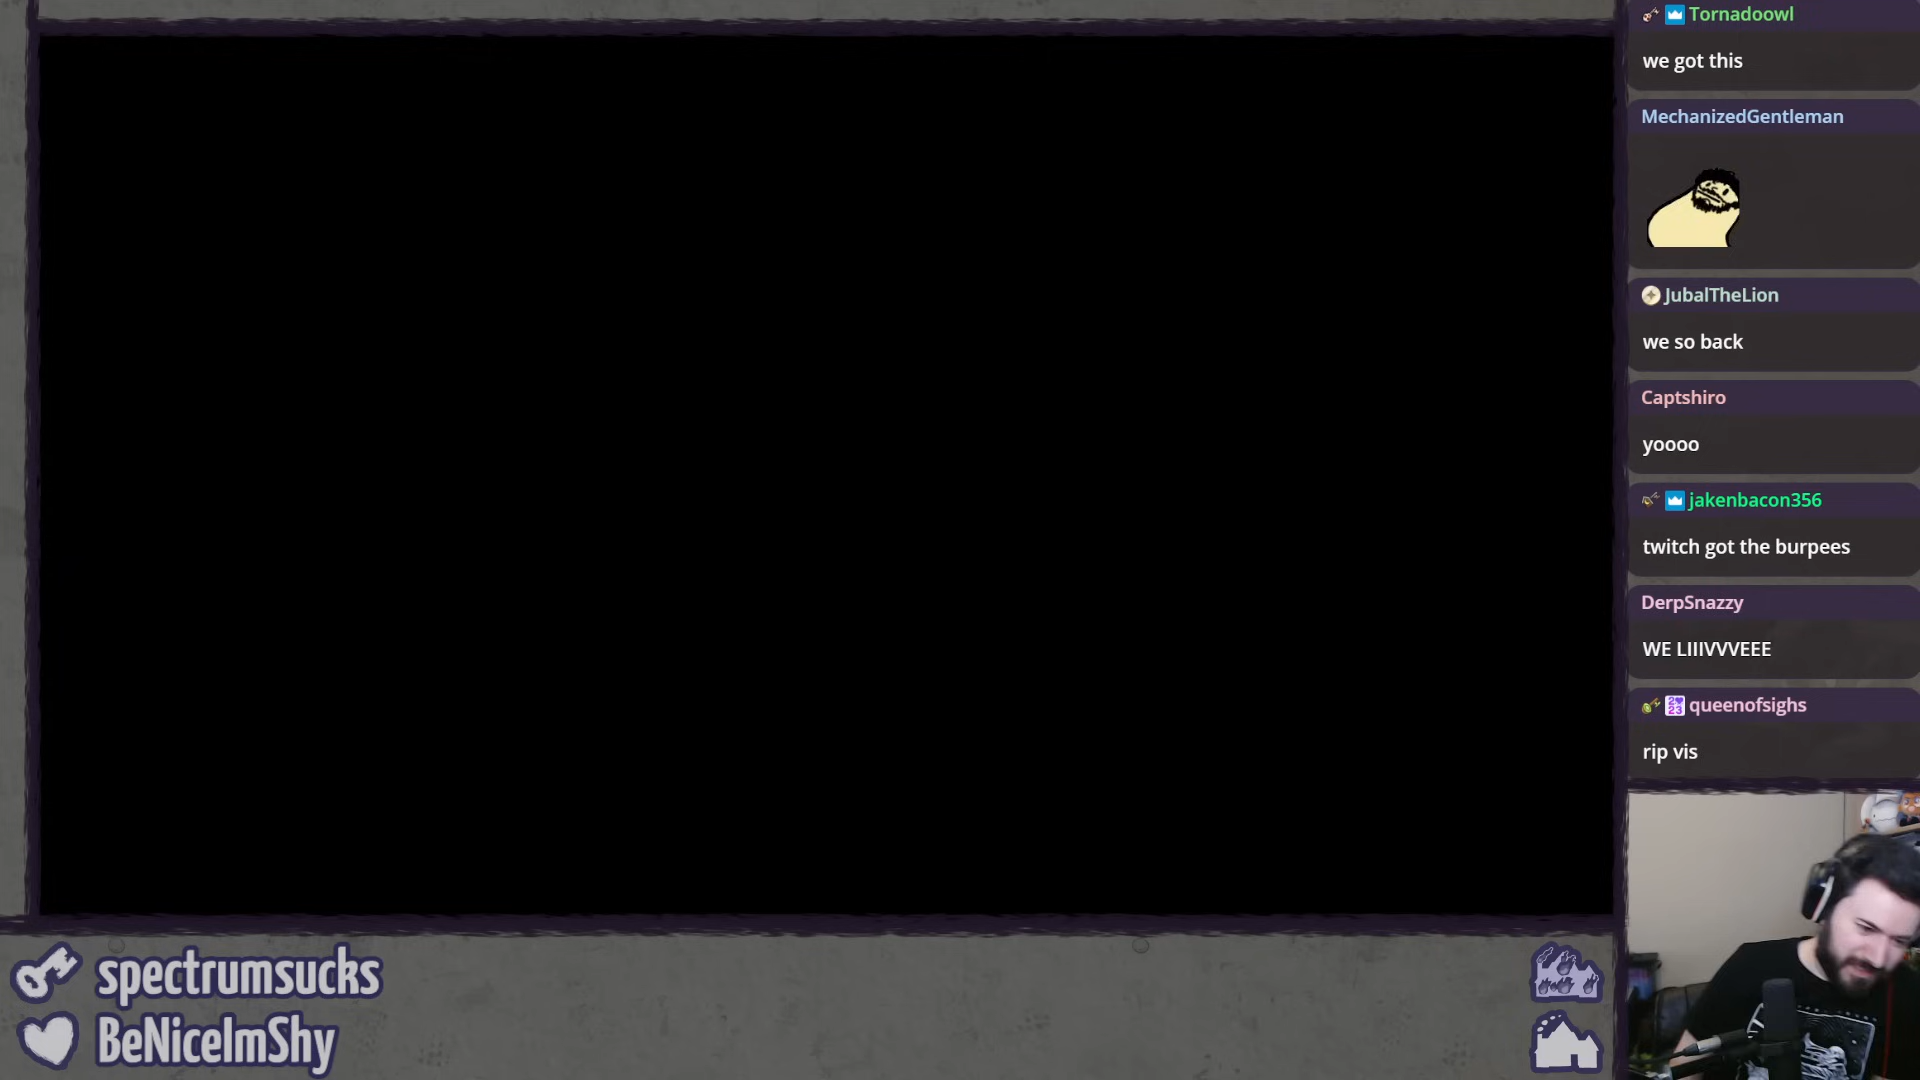 Tornadoowl
we got this
MechanizedGentleman
JubalTheLion
we so back
Captshiro
yoooo
jakenbacon356
twitch got the burpees
DerpSnazzy
WE LIIIVVVEEE
queenofsighs
rip vis
spectrumsucks
BeNiceImShy